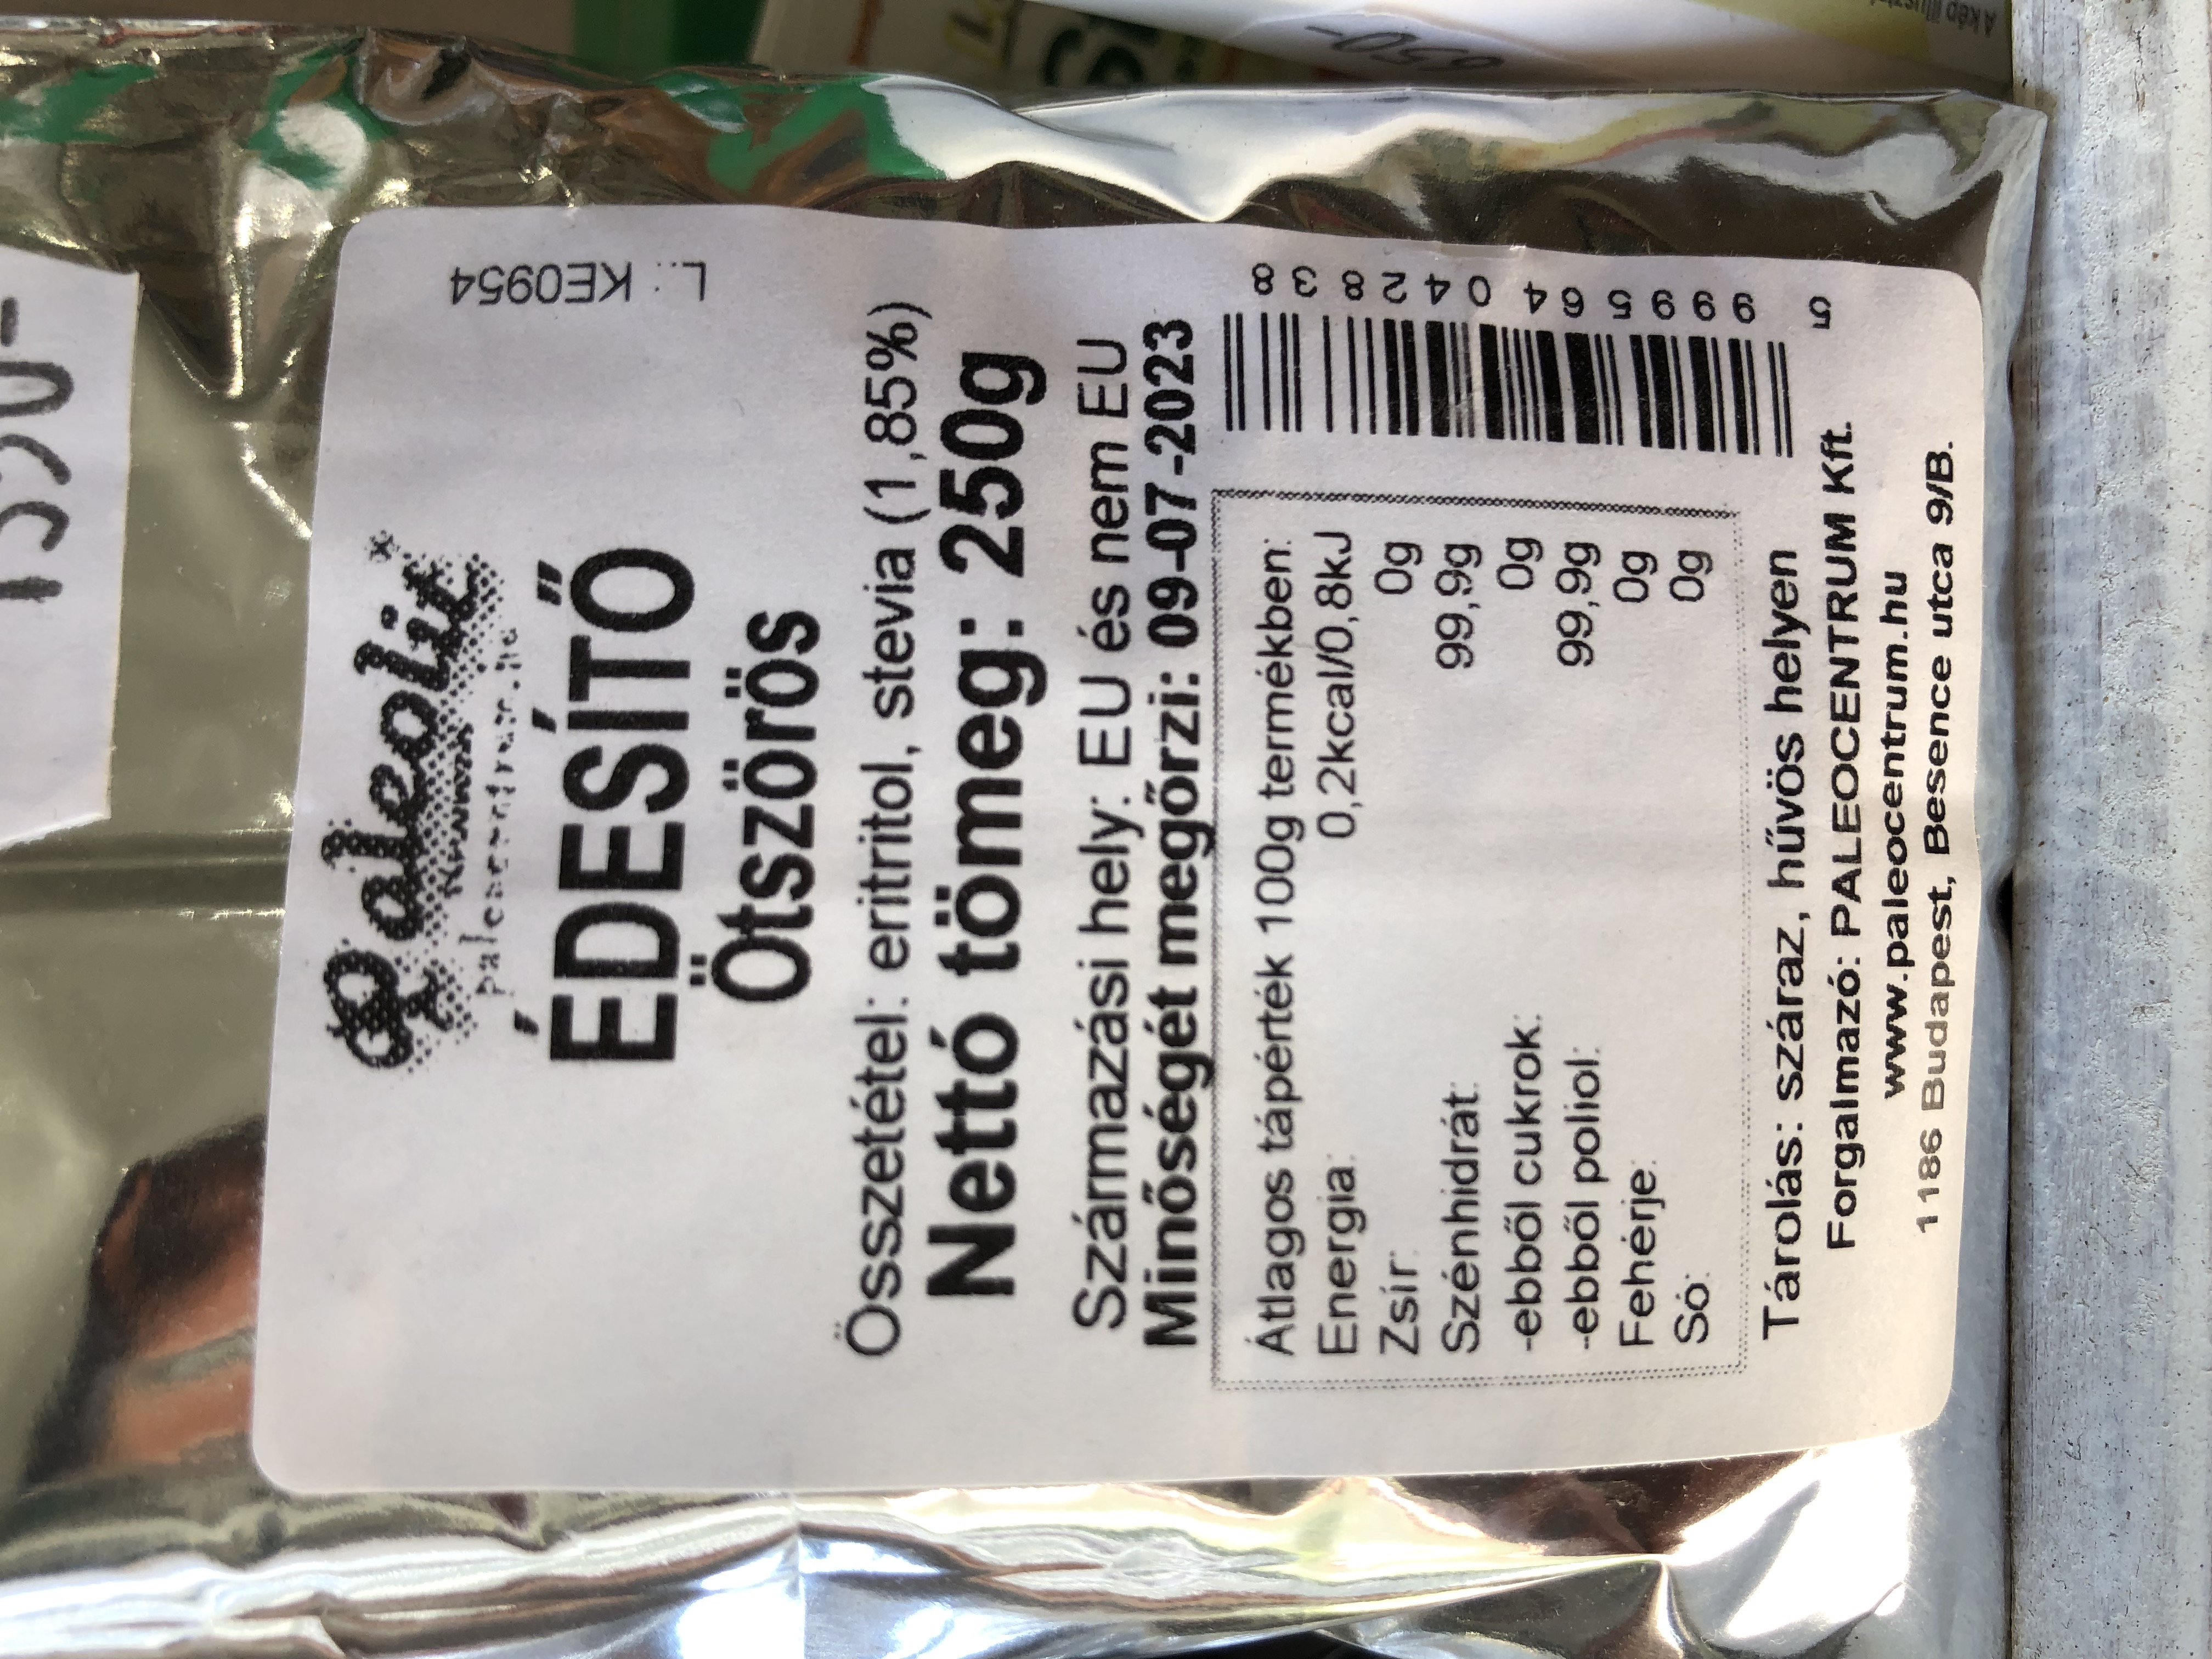 Paleolit
ÉDESÍTŐ
Ötszörös
Összetétel: eritritol, stevia (1,85%)
Nettó tömeg: 250g
Származási hely: EU és nem EU
Minőségét megőrzi: 09-07-2023
Átlagos tápérték 100g termékben:
Energia: 0,2kcal/0,8kJ
Zsír: 0g
Szénhidrát: 99,9g
-ebből cukrok: 0g
-ebből poliol: 99,9g
Fehérje: 0g
Só: 0g
Tárolás: száraz, hűvös helyen
Forgalmazó: PALEOCENTRUM Kft.
www.paleocentrum.hu
1186 Budapest, Besence utca 9/B.
L.: KE0954
5 999564 042838
650-
A kép